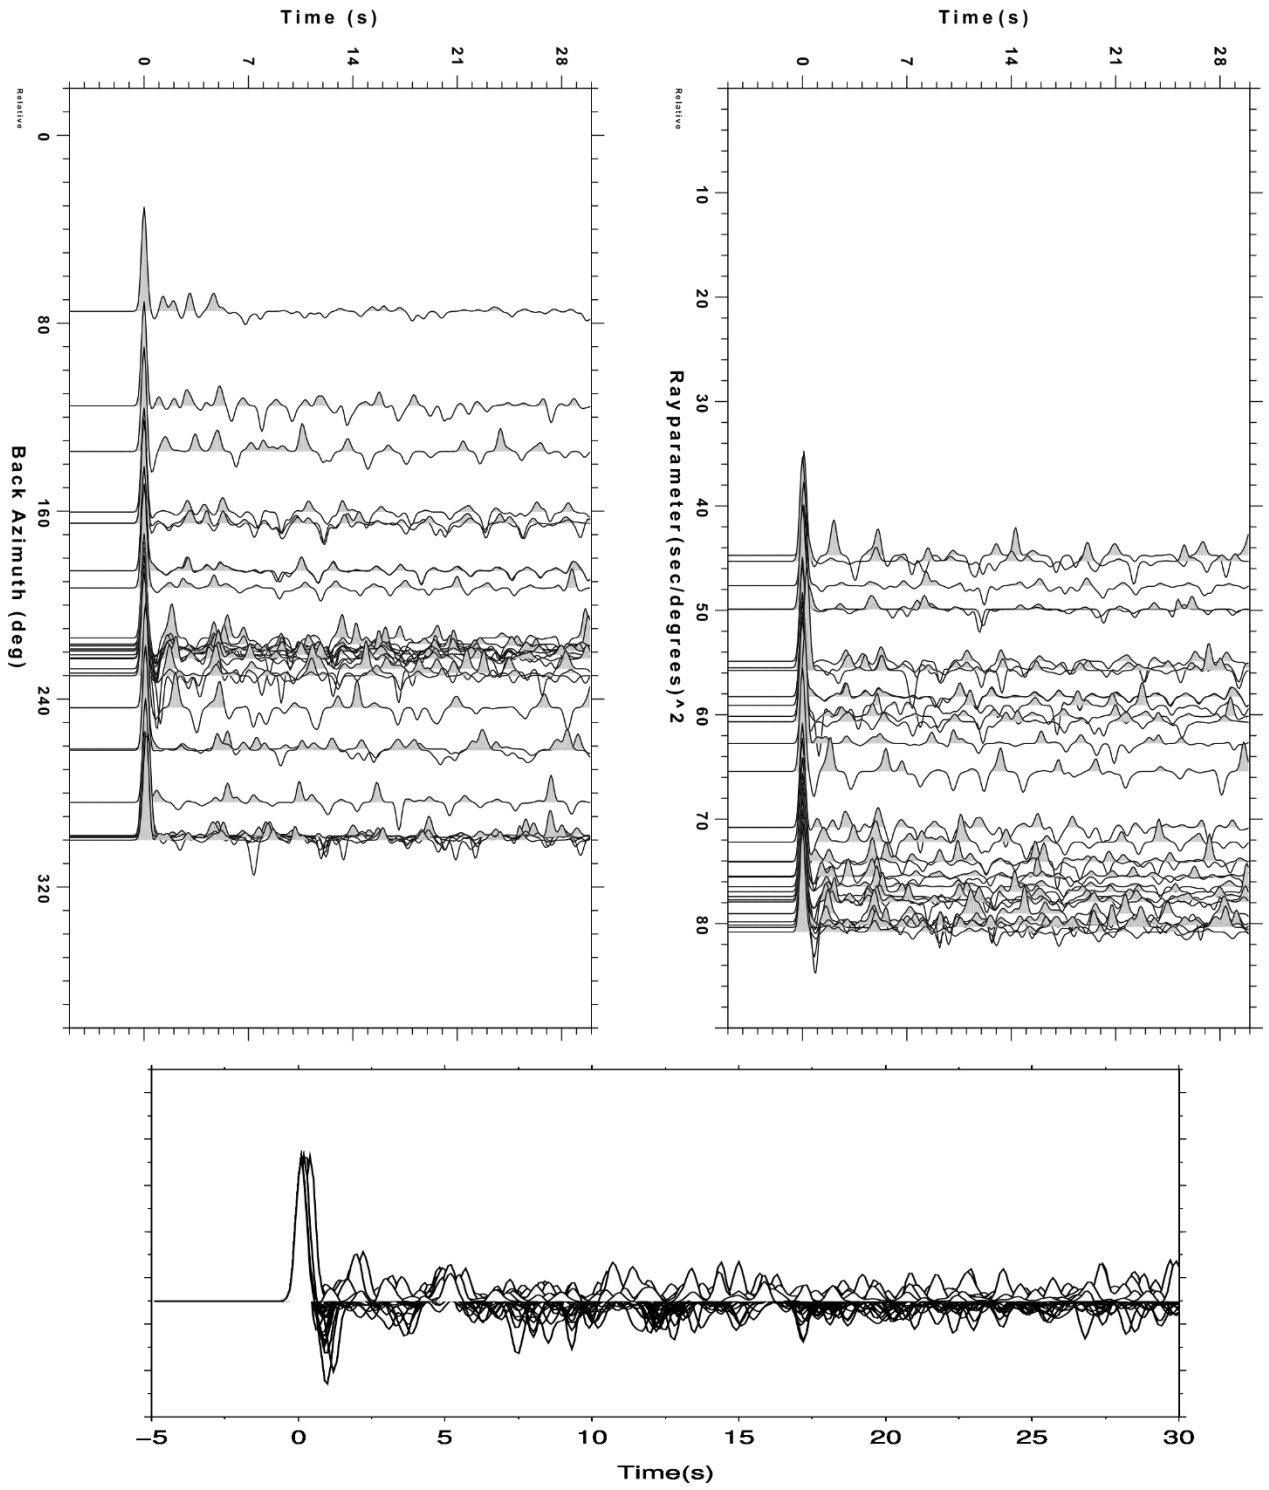 Time (s)
0 7 14 21 28
Relative
0
80
160
240
320
Back Azimuth (deg)
Time(s)
0 7 14 21 28
Relative
10
20
30
40
50
60
70
80
Rayparameter(sec/degrees)^2
−5 0 5 10 15 20 25 30
Time(s)